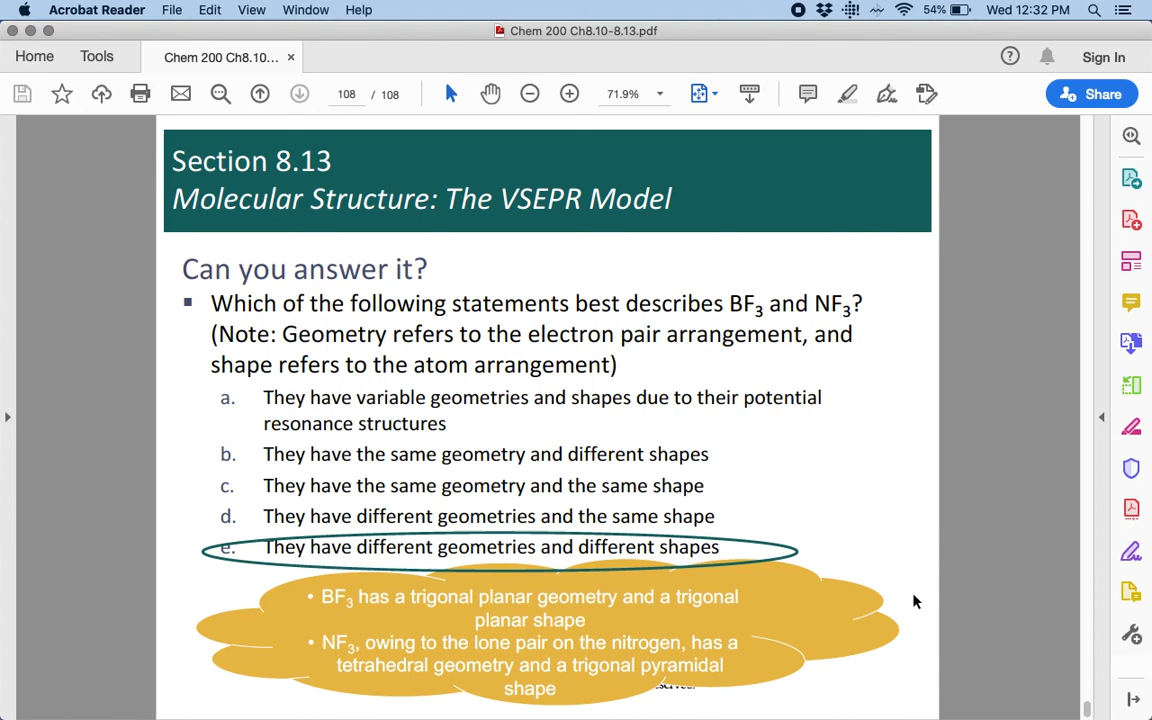 Acrobat Reader File Edit View Window Help 54% Wed 12:32 PM
Chem 200 Ch8.10-8.13.pdf
Home Tools Chem 200 Ch8.10... × Sign In
108 / 108 71.9% Share
Section 8.13
Molecular Structure: The VSEPR Model
Can you answer it?
▪ Which of the following statements best describes BF₃ and NF₃?
(Note: Geometry refers to the electron pair arrangement, and
shape refers to the atom arrangement)
a. They have variable geometries and shapes due to their potential
resonance structures
b. They have the same geometry and different shapes
c. They have the same geometry and the same shape
d. They have different geometries and the same shape
e. They have different geometries and different shapes
• BF₃ has a trigonal planar geometry and a trigonal
planar shape
• NF₃, owing to the lone pair on the nitrogen, has a
tetrahedral geometry and a trigonal pyramidal
shape